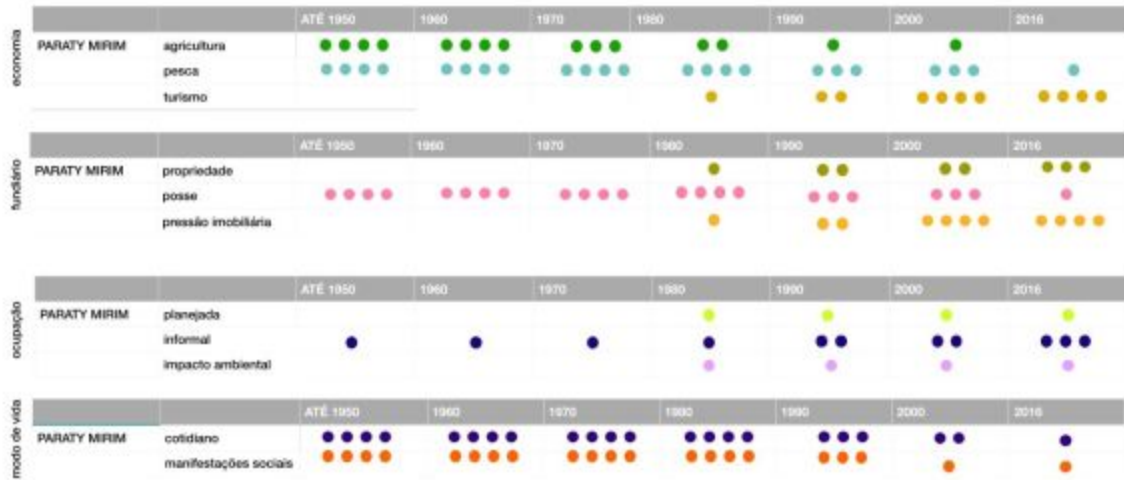 economia
ATÉ 1950 1960 1970 1980 1990 2000 2016
PARATY MIRIM agricultura
pesca
turismo
fundiário
ATÉ 1950 1960 1970 1980 1990 2000 2016
PARATY MIRIM propriedade
posse
pressão imobiliária
ocupação
ATÉ 1950 1960 1970 1980 1990 2000 2016
PARATY MIRIM planejada
informal
impacto ambiental
modo de vida
ATÉ 1950 1960 1970 1980 1990 2000 2016
PARATY MIRIM cotidiano
manifestações sociais